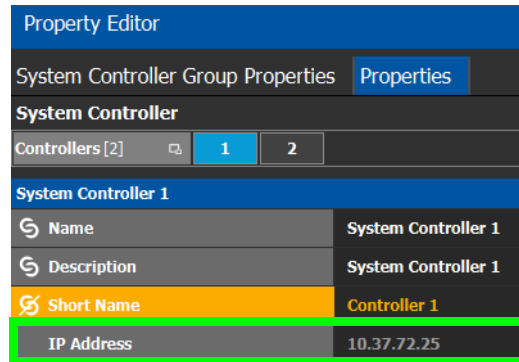 Property Editor
System Controller Group Properties Properties
System Controller
Controllers [2] 1 2
System Controller 1
Name System Controller 1
Description System Controller 1
Short Name Controller 1
IP Address 10.37.72.25